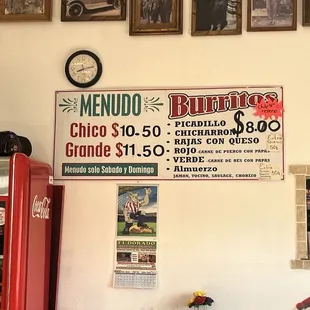 MENUDO
Chico $10.50
Grande $11.50
Menudo solo Sabado y Domingo
Burritos
$8.00
- PICADILLO
- CHICHARRON
- RAJAS CON QUESO
- ROJO (CARNE DE PUERCO CON PAPAS
- VERDE (CARNE DE RES CON PAPAS
- Almuerzo
JAMON, TOCINO, SAUSAGE, CHORIZO
50¢
Coca-Cola
EL DORADO